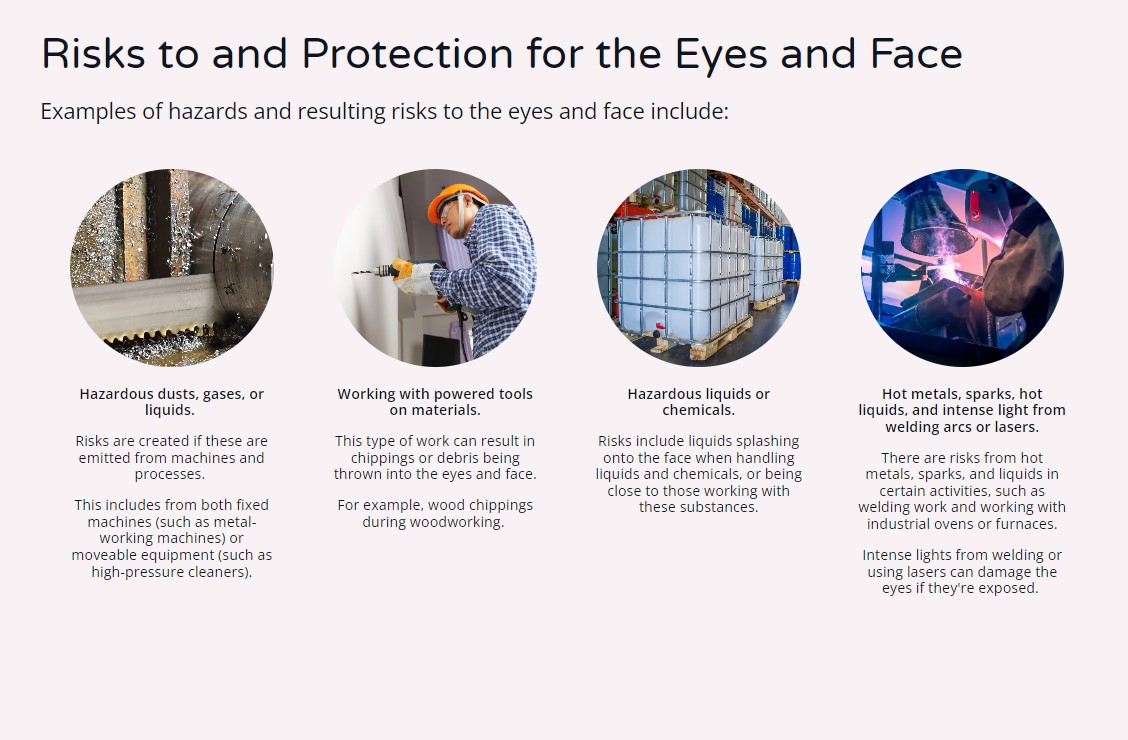 Risks to and Protection for the Eyes and Face
Examples of hazards and resulting risks to the eyes and face include:
Hazardous dusts, gases, or
liquids.
Risks are created if these are
emitted from machines and
processes.
This includes from both fixed
machines (such as metal-
working machines) or
moveable equipment (such as
high-pressure cleaners).
Working with powered tools
on materials.
This type of work can result in
chippings or debris being
thrown into the eyes and face.
For example, wood chippings
during woodworking.
Hazardous liquids or
chemicals.
Risks include liquids splashing
onto the face when handling
liquids and chemicals, or being
close to those working with
these substances.
Hot metals, sparks, hot
liquids, and intense light from
welding arcs or lasers.
There are risks from hot
metals, sparks, and liquids in
certain activities, such as
welding work and working with
industrial ovens or furnaces.
Intense lights from welding or
using lasers can damage the
eyes if they're exposed.